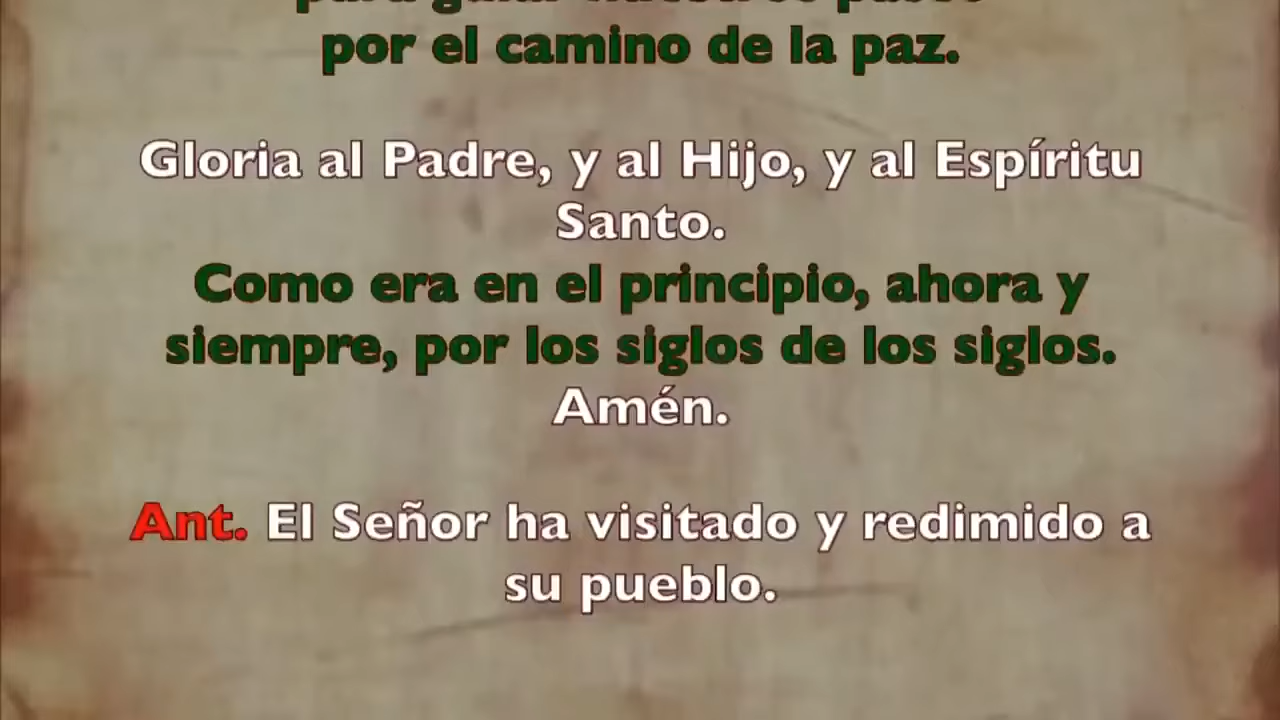 por el camino de la paz.
Gloria al Padre, y al Hijo, y al Espíritu
Santo.
Como era en el principio, ahora y
siempre, por los siglos de los siglos.
Amén.
Ant. El Señor ha visitado y redimido a
su pueblo.